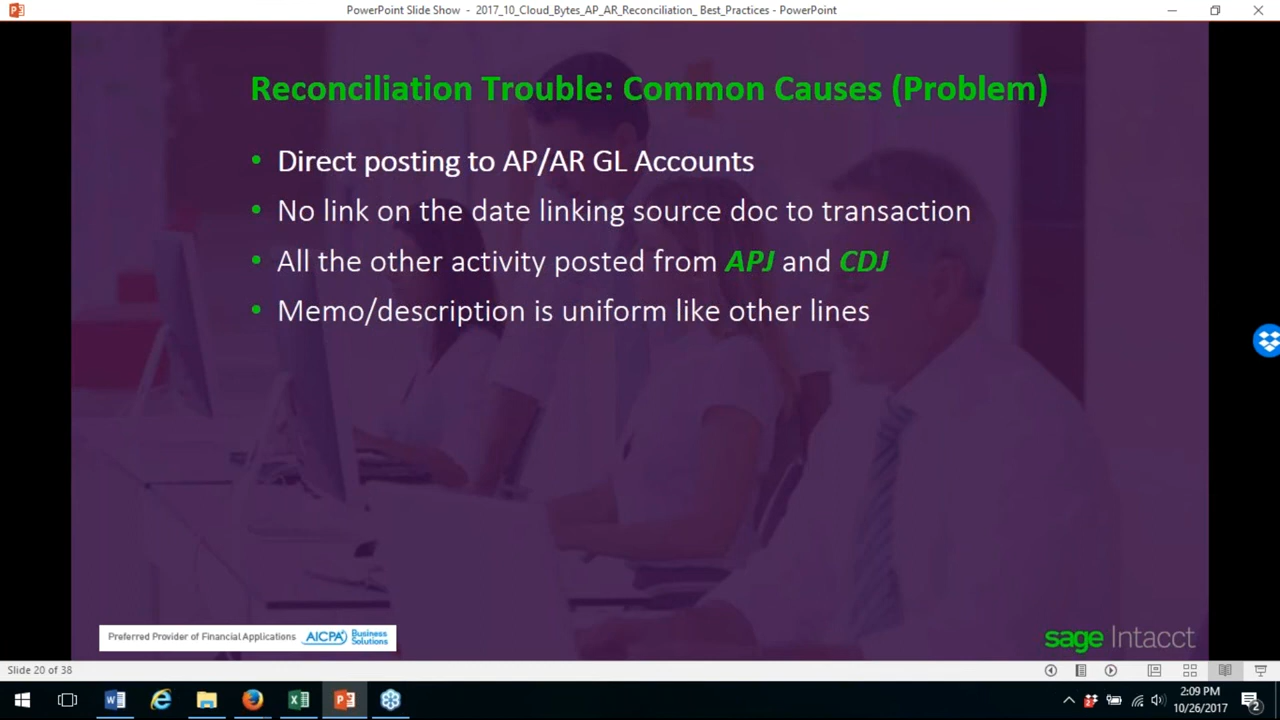 PowerPoint Slide Show - 2017_10_Cloud_Bytes_AP_AR_Reconciliation_ Best_Practices - PowerPoint
Reconciliation Trouble: Common Causes (Problem)
• Direct posting to AP/AR GL Accounts
• No link on the date linking source doc to transaction
• All the other activity posted from APJ and CDJ
• Memo/description is uniform like other lines
Preferred Provider of Financial Applications
AICPA
Business
Solutions
sage Intacct
Slide 20 of 38
2:09 PM
10/26/2017
2